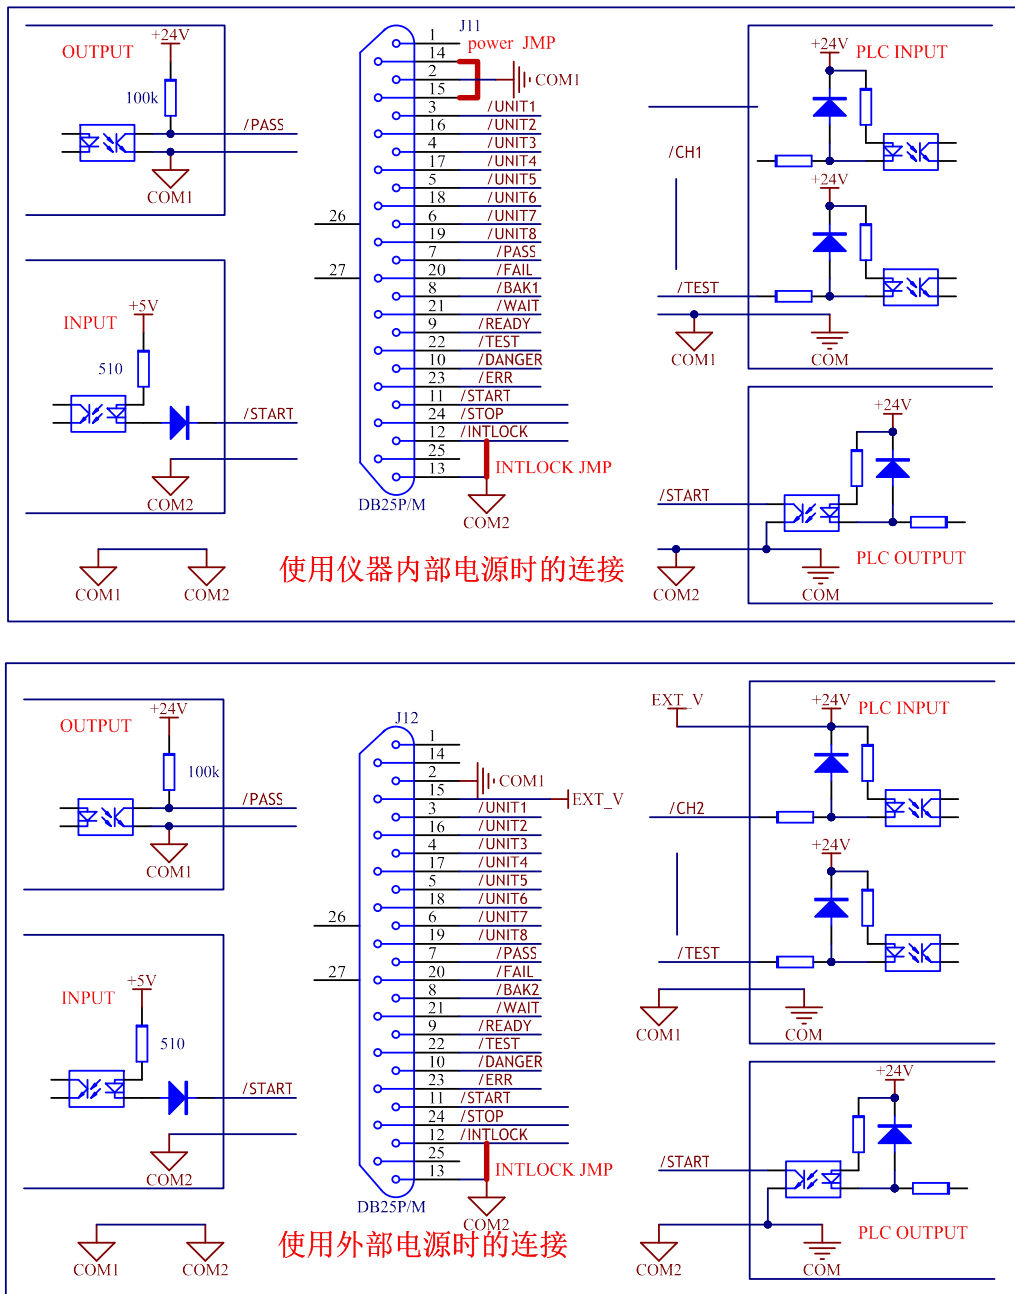 OUTPUT
+24V
100k
/PASS
COM1
INPUT
+5V
510
/START
COM2
COM1
COM2
J11
power JMP
COM1
1
14
2
15
3 /UNIT1
16 /UNIT2
4 /UNIT3
17 /UNIT4
5 /UNIT5
18 /UNIT6
26
6 /UNIT7
19 /UNIT8
7 /PASS
27
20 /FAIL
8 /BAK1
21 /WAIT
9 /READY
22 /TEST
10 /DANGER
23 /ERR
11 /START
24 /STOP
12 /INTLOCK
25
INTLOCK JMP
13
DB25P/M
COM2
使用仪器内部电源时的连接
+24V
PLC INPUT
/CH1
+24V
/TEST
COM1
COM
+24V
/START
PLC OUTPUT
COM2
COM
OUTPUT
+24V
100k
/PASS
COM1
INPUT
+5V
510
/START
COM2
COM1
COM2
J12
1
14
2
COM1
15
EXT_V
3 /UNIT1
16 /UNIT2
4 /UNIT3
17 /UNIT4
5 /UNIT5
18 /UNIT6
26
6 /UNIT7
19 /UNIT8
7 /PASS
27
20 /FAIL
8 /BAK2
21 /WAIT
9 /READY
22 /TEST
10 /DANGER
23 /ERR
11 /START
24 /STOP
12 /INTLOCK
25
INTLOCK JMP
13
DB25P/M
COM2
使用外部电源时的连接
EXT_V
+24V
PLC INPUT
/CH2
+24V
/TEST
COM1
COM
+24V
/START
PLC OUTPUT
COM2
COM